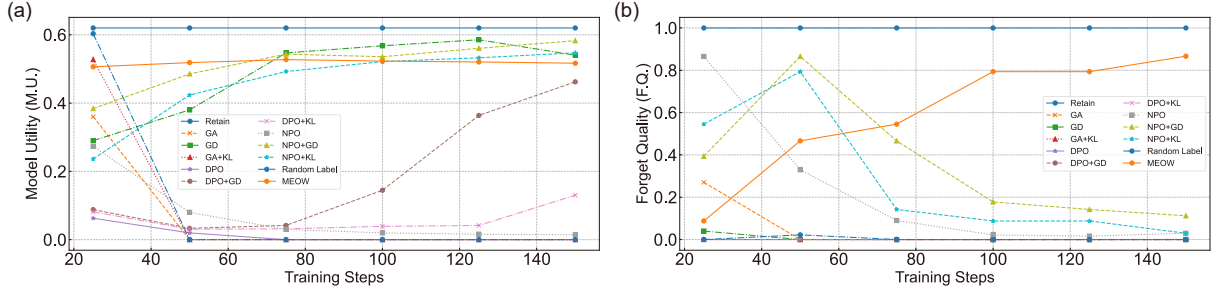 (a)
Model Utility (M.U.)
0.6
0.4
0.2
0.0
Retain
GA
GD
GA+KL
DPO
DPO+GD
DPO+KL
NPO
NPO+GD
NPO+KL
Random Label
MEOW
20 40 60 80 100 120 140
Training Steps
(b)
Forget Quality (F.Q.)
1.0
0.8
0.6
0.4
0.2
0.0
Retain
GA
GD
GA+KL
DPO
DPO+GD
DPO+KL
NPO
NPO+GD
NPO+KL
Random Label
MEOW
20 40 60 80 100 120 140
Training Steps